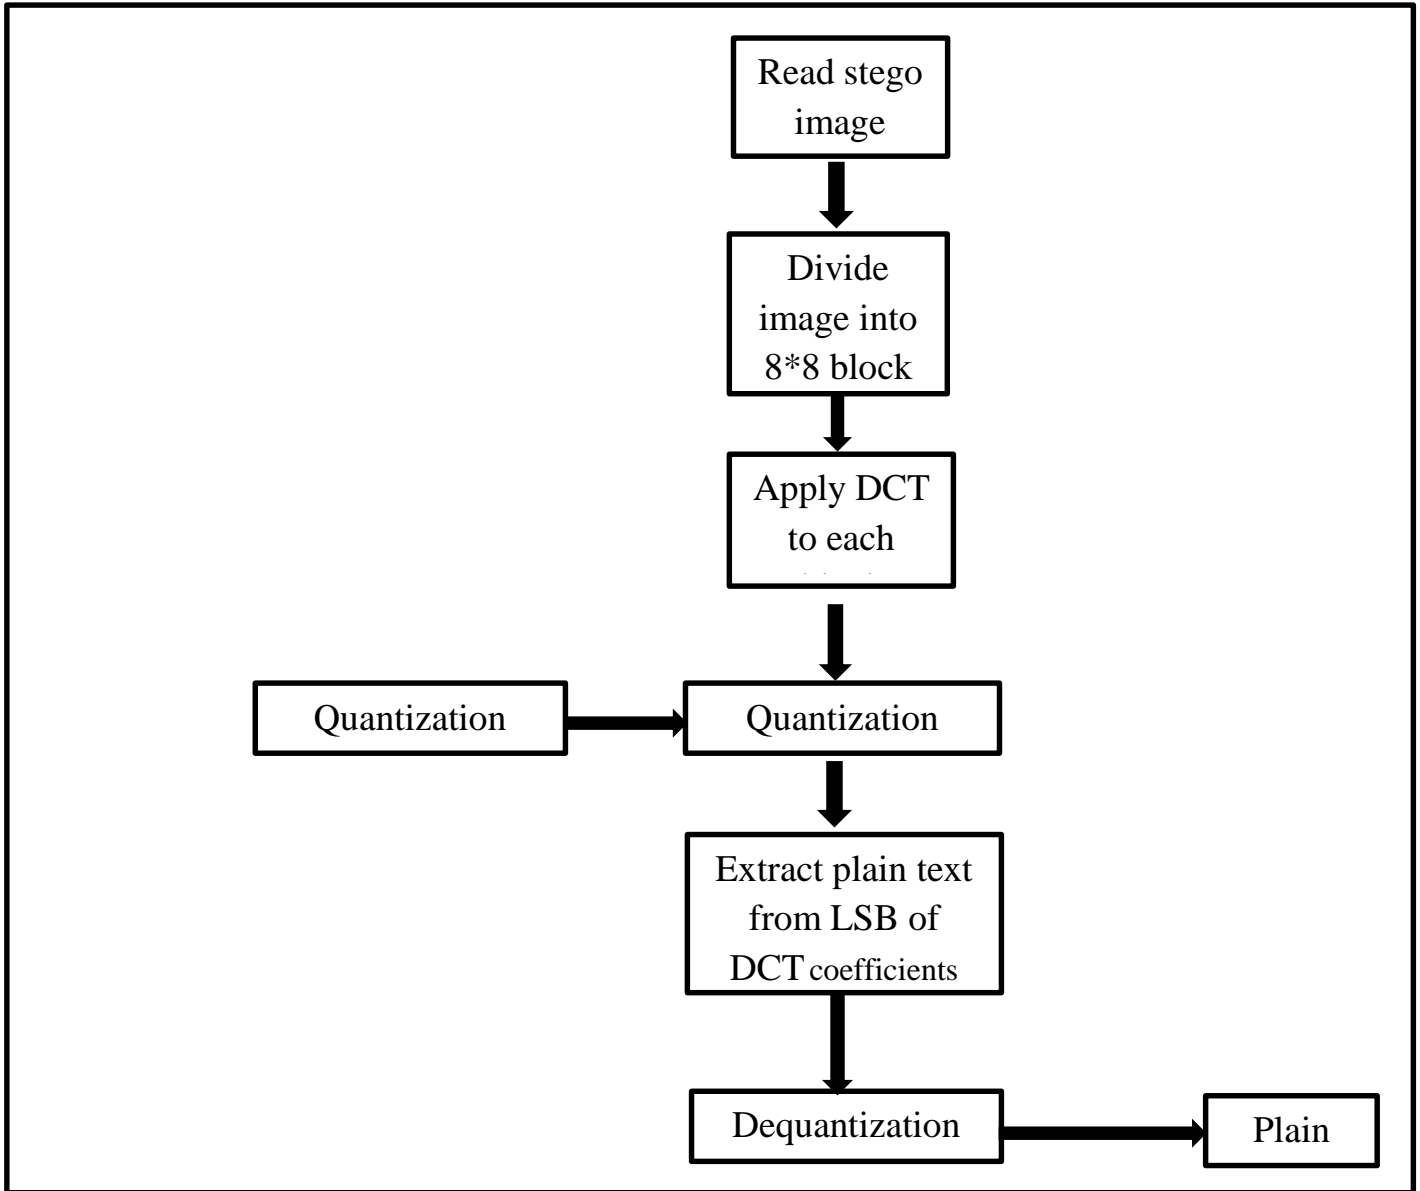 Read stego
image
Divide
image into
8*8 block
Apply DCT
to each
Quantization
Quantization
Extract plain text
from LSB of
DCT coefficients
Dequantization
Plain